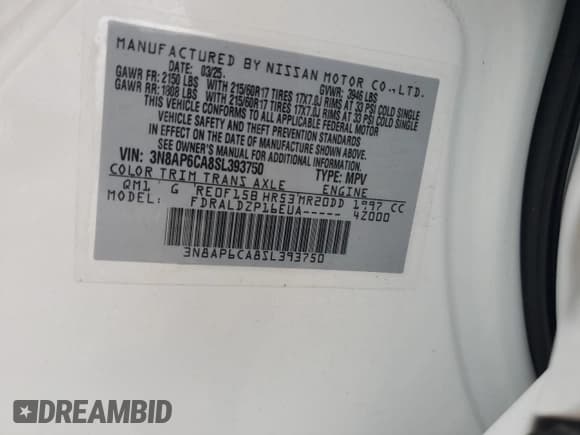 MANUFACTURED BY NISSAN MOTOR CO.,LTD.
DATE: 03/25. GVWR: 3946 LBS
GAWR FR: 2150 LBS WITH 215/60R17 TIRES 17X7.0J RIMS AT 33 PSI COLD SINGLE
GAWR RR: 1808 LBS WITH 215/60R17 TIRES 17X7.0J RIMS AT 33 PSI COLD SINGLE
THIS VEHICLE CONFORMS TO ALL APPLICABLE FEDERAL MOTOR
VEHICLE SAFETY AND THEFT PREVENTION STANDARDS
IN EFFECT ON THE DATE OF MANUFACTURE SHOWN ABOVE.
SEE OWNER'S MANUAL FOR ADDITIONAL INFORMATION
VIN: 3N8AP6CA8SL393750 TYPE: MPV
COLOR TRIM TRANS AXLE ENGINE
QM1 G RE0F15B HR53 MR20DD 1997 CC
MODEL: FDRALDZP16EUA----- 4Z000
3N8AP6CA8SL393750
DREAMBID